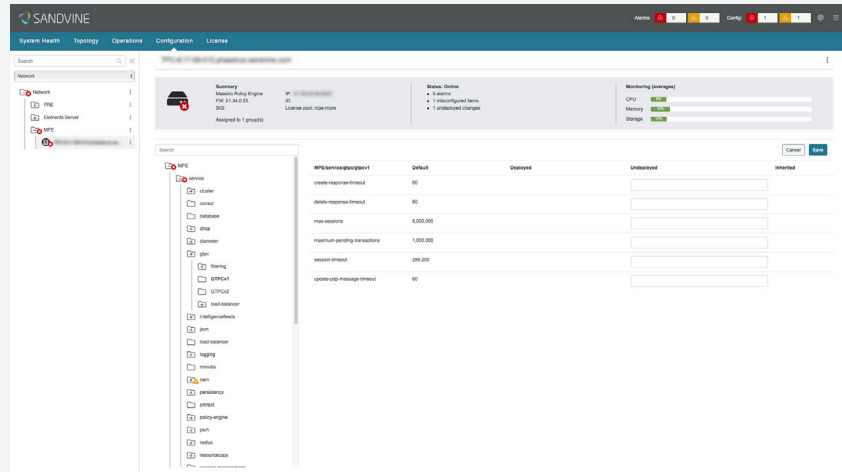 SANDVINE
Alarms: 0 0 Config: 1 1
System Health Topology Operations Configuration License
Search
Network
Network
PRE
Elements-Server
MPE
Summary
Maestro Policy Engine
FW: 21.34.0.53
SIG:
Assigned to 1 group(s)
IP:
ID:
License pool: mpe-more
Status: Online
0 alarms
1 misconfigured items
1 undeployed changes
Monitoring (averages)
CPU
Memory
Storage
Search
Cancel Save
MPE
service
cluster
consul
database
dhcp
diameter
gtpc
filtering
GTPCv1
GTPCv2
load-balancer
intelligencefeeds
json
load-balancer
logging
oam
persistency
pthttpd
policy-engine
psm
radius
resourcecopy
MPE/service/gtpc/gtpcv1 Default Deployed Undeployed Inherited
create-response-timeout 60
delete-response-timeout 60
max-sessions 5,000,000
maximum-pending-transactions 1,000,000
session-timeout 259,200
update-pdp-message-timeout 60